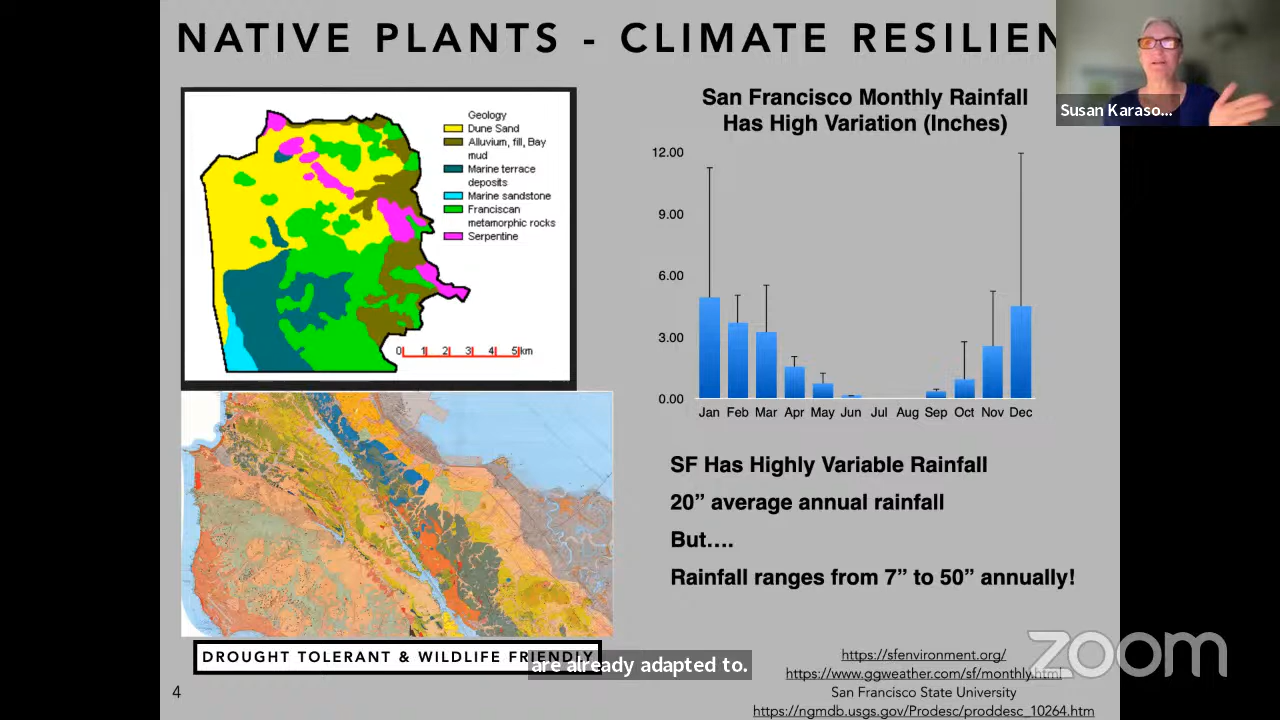 NATIVE PLANTS - CLIMATE RESILIEN
Susan Karaso...
Geology
Dune Sand
Alluvium, fill, Bay
mud
Marine terrace
deposits
Marine sandstone
Franciscan
metamorphic rocks
Serpentine
0 1 2 3 4 5km
San Francisco Monthly Rainfall
Has High Variation (Inches)
12.00
9.00
6.00
3.00
0.00
Jan Feb Mar Apr May Jun Jul Aug Sep Oct Nov Dec
SF Has Highly Variable Rainfall
20” average annual rainfall
But….
Rainfall ranges from 7” to 50” annually!
DROUGHT TOLERANT & WILDLIFE FRIENDLY
are already adapted to.
https://sfenvironment.org/
https://www.ggweather.com/sf/monthly.html
San Francisco State University
https://ngmdb.usgs.gov/Prodesc/proddesc_10264.htm
zoom
4